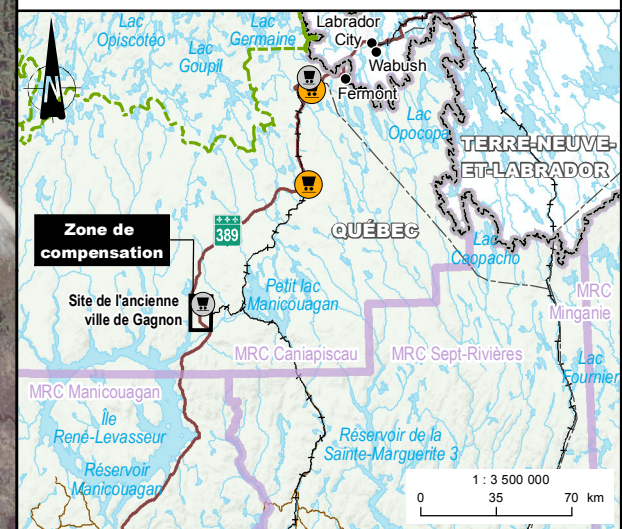 Lac
Opiscotéo
Lac
Goupil
Lac
Germaine
Labrador
City
Wabush
Fermont
N
Lac
Opocopa
TERRE-NEUVE-
ET-LABRADOR
QUÉBEC
389
Zone de
compensation
Lac
Caopacho
Petit lac
Manicouagan
Site de l'ancienne
ville de Gagnon
MRC
Minganie
MRC Caniapiscau
MRC Sept-Rivières
Lac
Fournier
MRC Manicouagan
Île
René-Levasseur
Réservoir
Manicouagan
Réservoir de la
Sainte-Marguerite 3
1 : 3 500 000
0 35 70 km